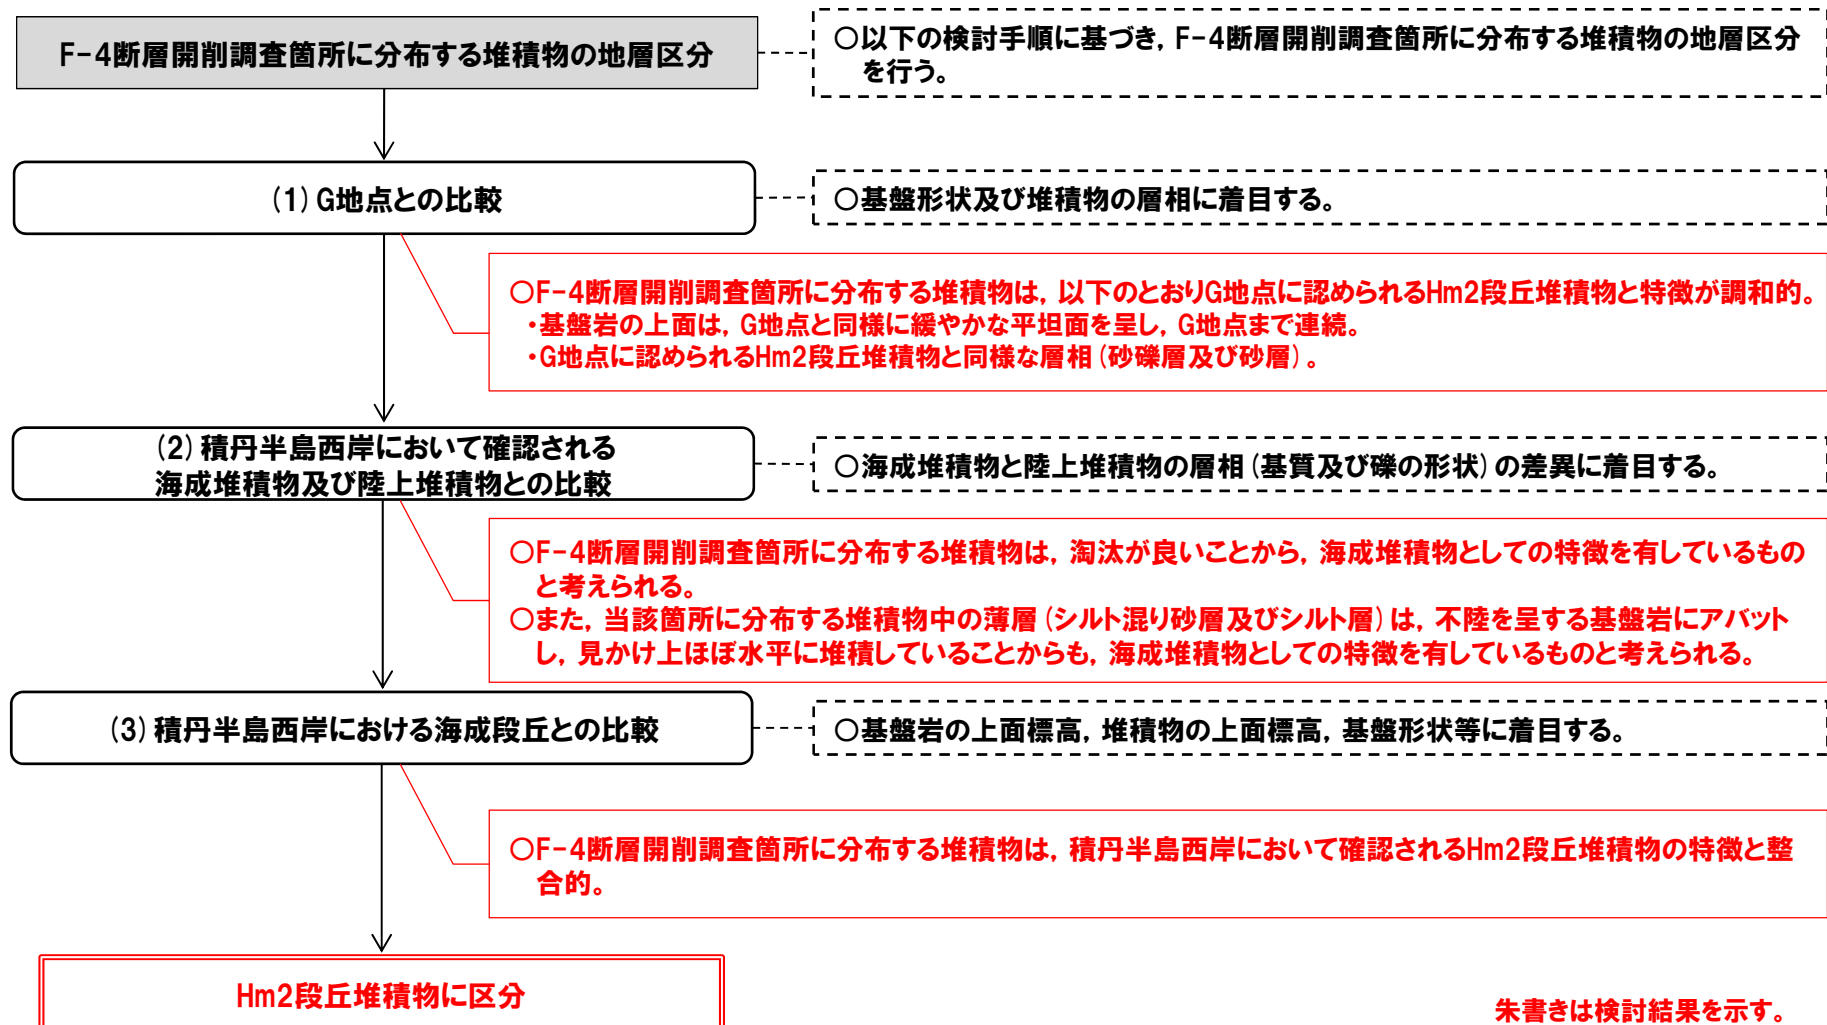 F-4断層開削調査箇所に分布する堆積物の地層区分
○以下の検討手順に基づき，F-4断層開削調査箇所に分布する堆積物の地層区分
を行う。
(1)G地点との比較
○基盤形状及び堆積物の層相に着目する。
○F-4断層開削調査箇所に分布する堆積物は，以下のとおりG地点に認められるHm2段丘堆積物と特徴が調和的。
・基盤岩の上面は，G地点と同様に緩やかな平坦面を呈し，G地点まで連続。
・G地点に認められるHm2段丘堆積物と同様な層相(砂礫層及び砂層)。
(2)積丹半島西岸において確認される
海成堆積物及び陸上堆積物との比較
○海成堆積物と陸上堆積物の層相(基質及び礫の形状)の差異に着目する。
○F-4断層開削調査箇所に分布する堆積物は，淘汰が良いことから，海成堆積物としての特徴を有しているもの
と考えられる。
○また，当該箇所に分布する堆積物中の薄層(シルト混り砂層及びシルト層)は，不陸を呈する基盤岩にアバット
し，見かけ上ほぼ水平に堆積していることからも，海成堆積物としての特徴を有しているものと考えられる。
(3)積丹半島西岸における海成段丘との比較
○基盤岩の上面標高，堆積物の上面標高，基盤形状等に着目する。
○F-4断層開削調査箇所に分布する堆積物は，積丹半島西岸において確認されるHm2段丘堆積物の特徴と整
合的。
Hm2段丘堆積物に区分
朱書きは検討結果を示す。